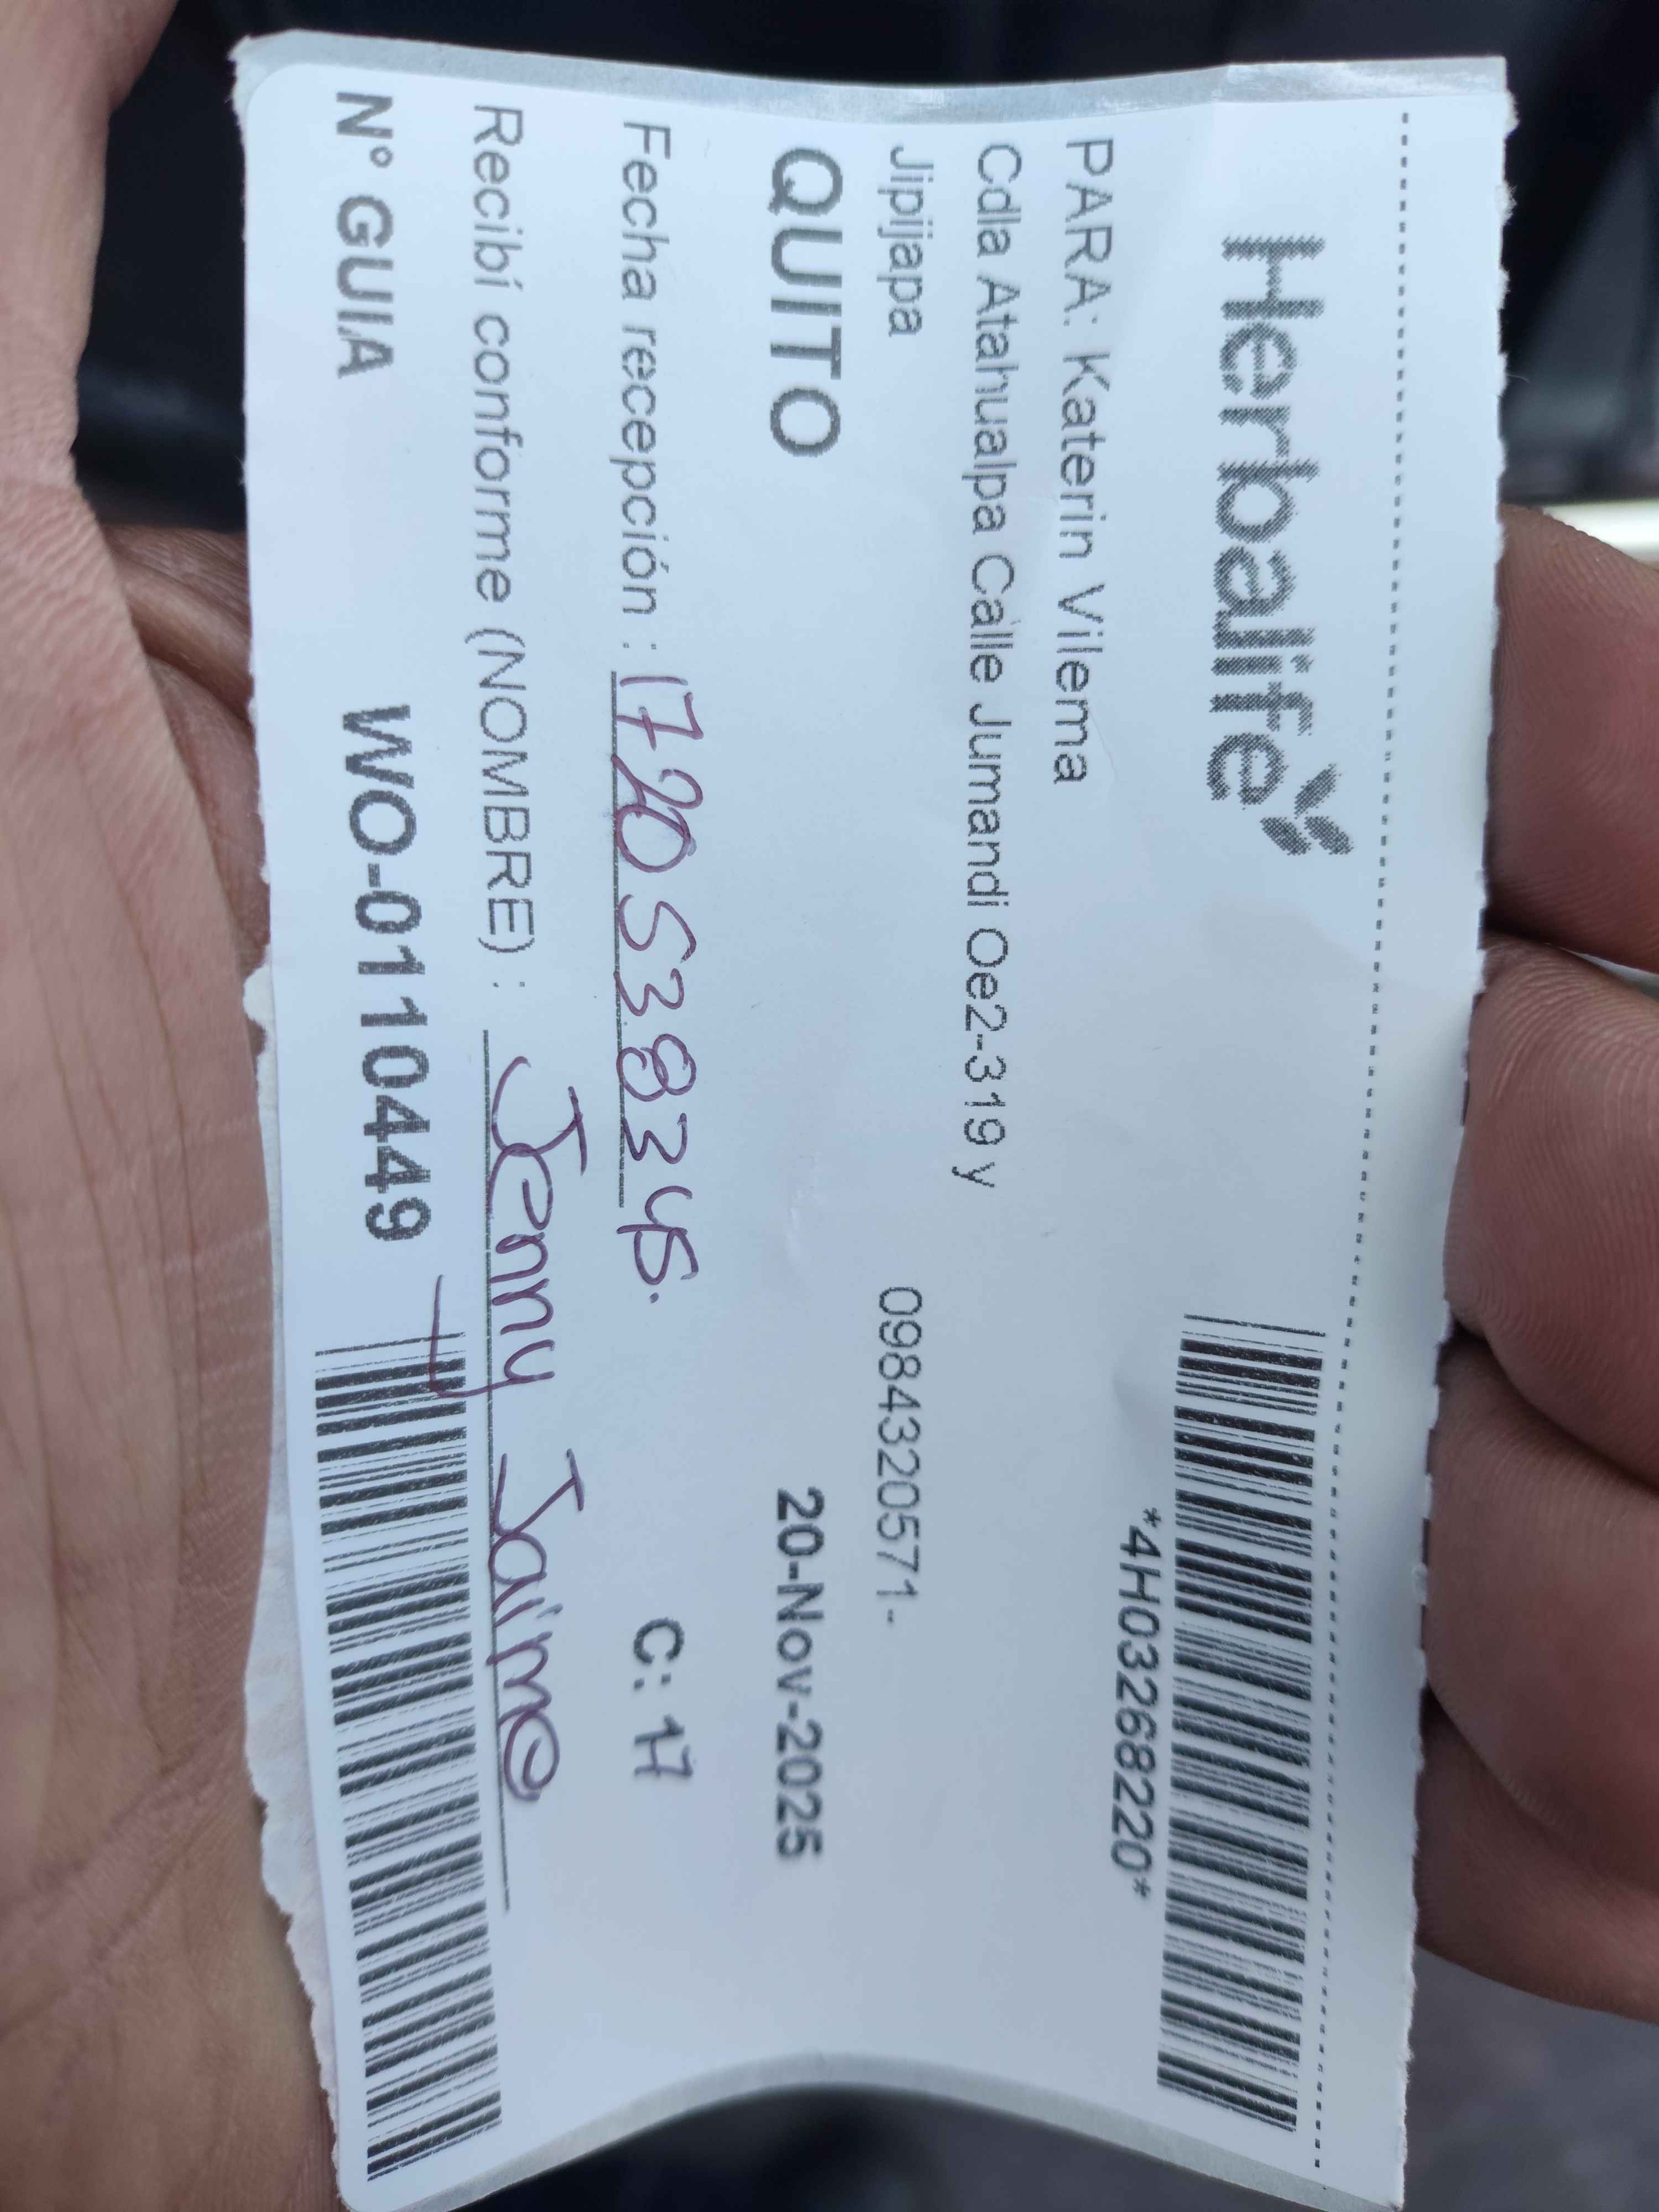 Herbalife
*4H03268220*
PARA: Katerin Vilema
Cdla Atahualpa Calle Jumandi Oe2-319 y
Jipijapa 0984320571-
QUITO 20-Nov-2025
Fecha recepción : 1720538345. C: 17
Recibí conforme (NOMBRE) : Jenny Jaime
N° GUIA WO-0110449